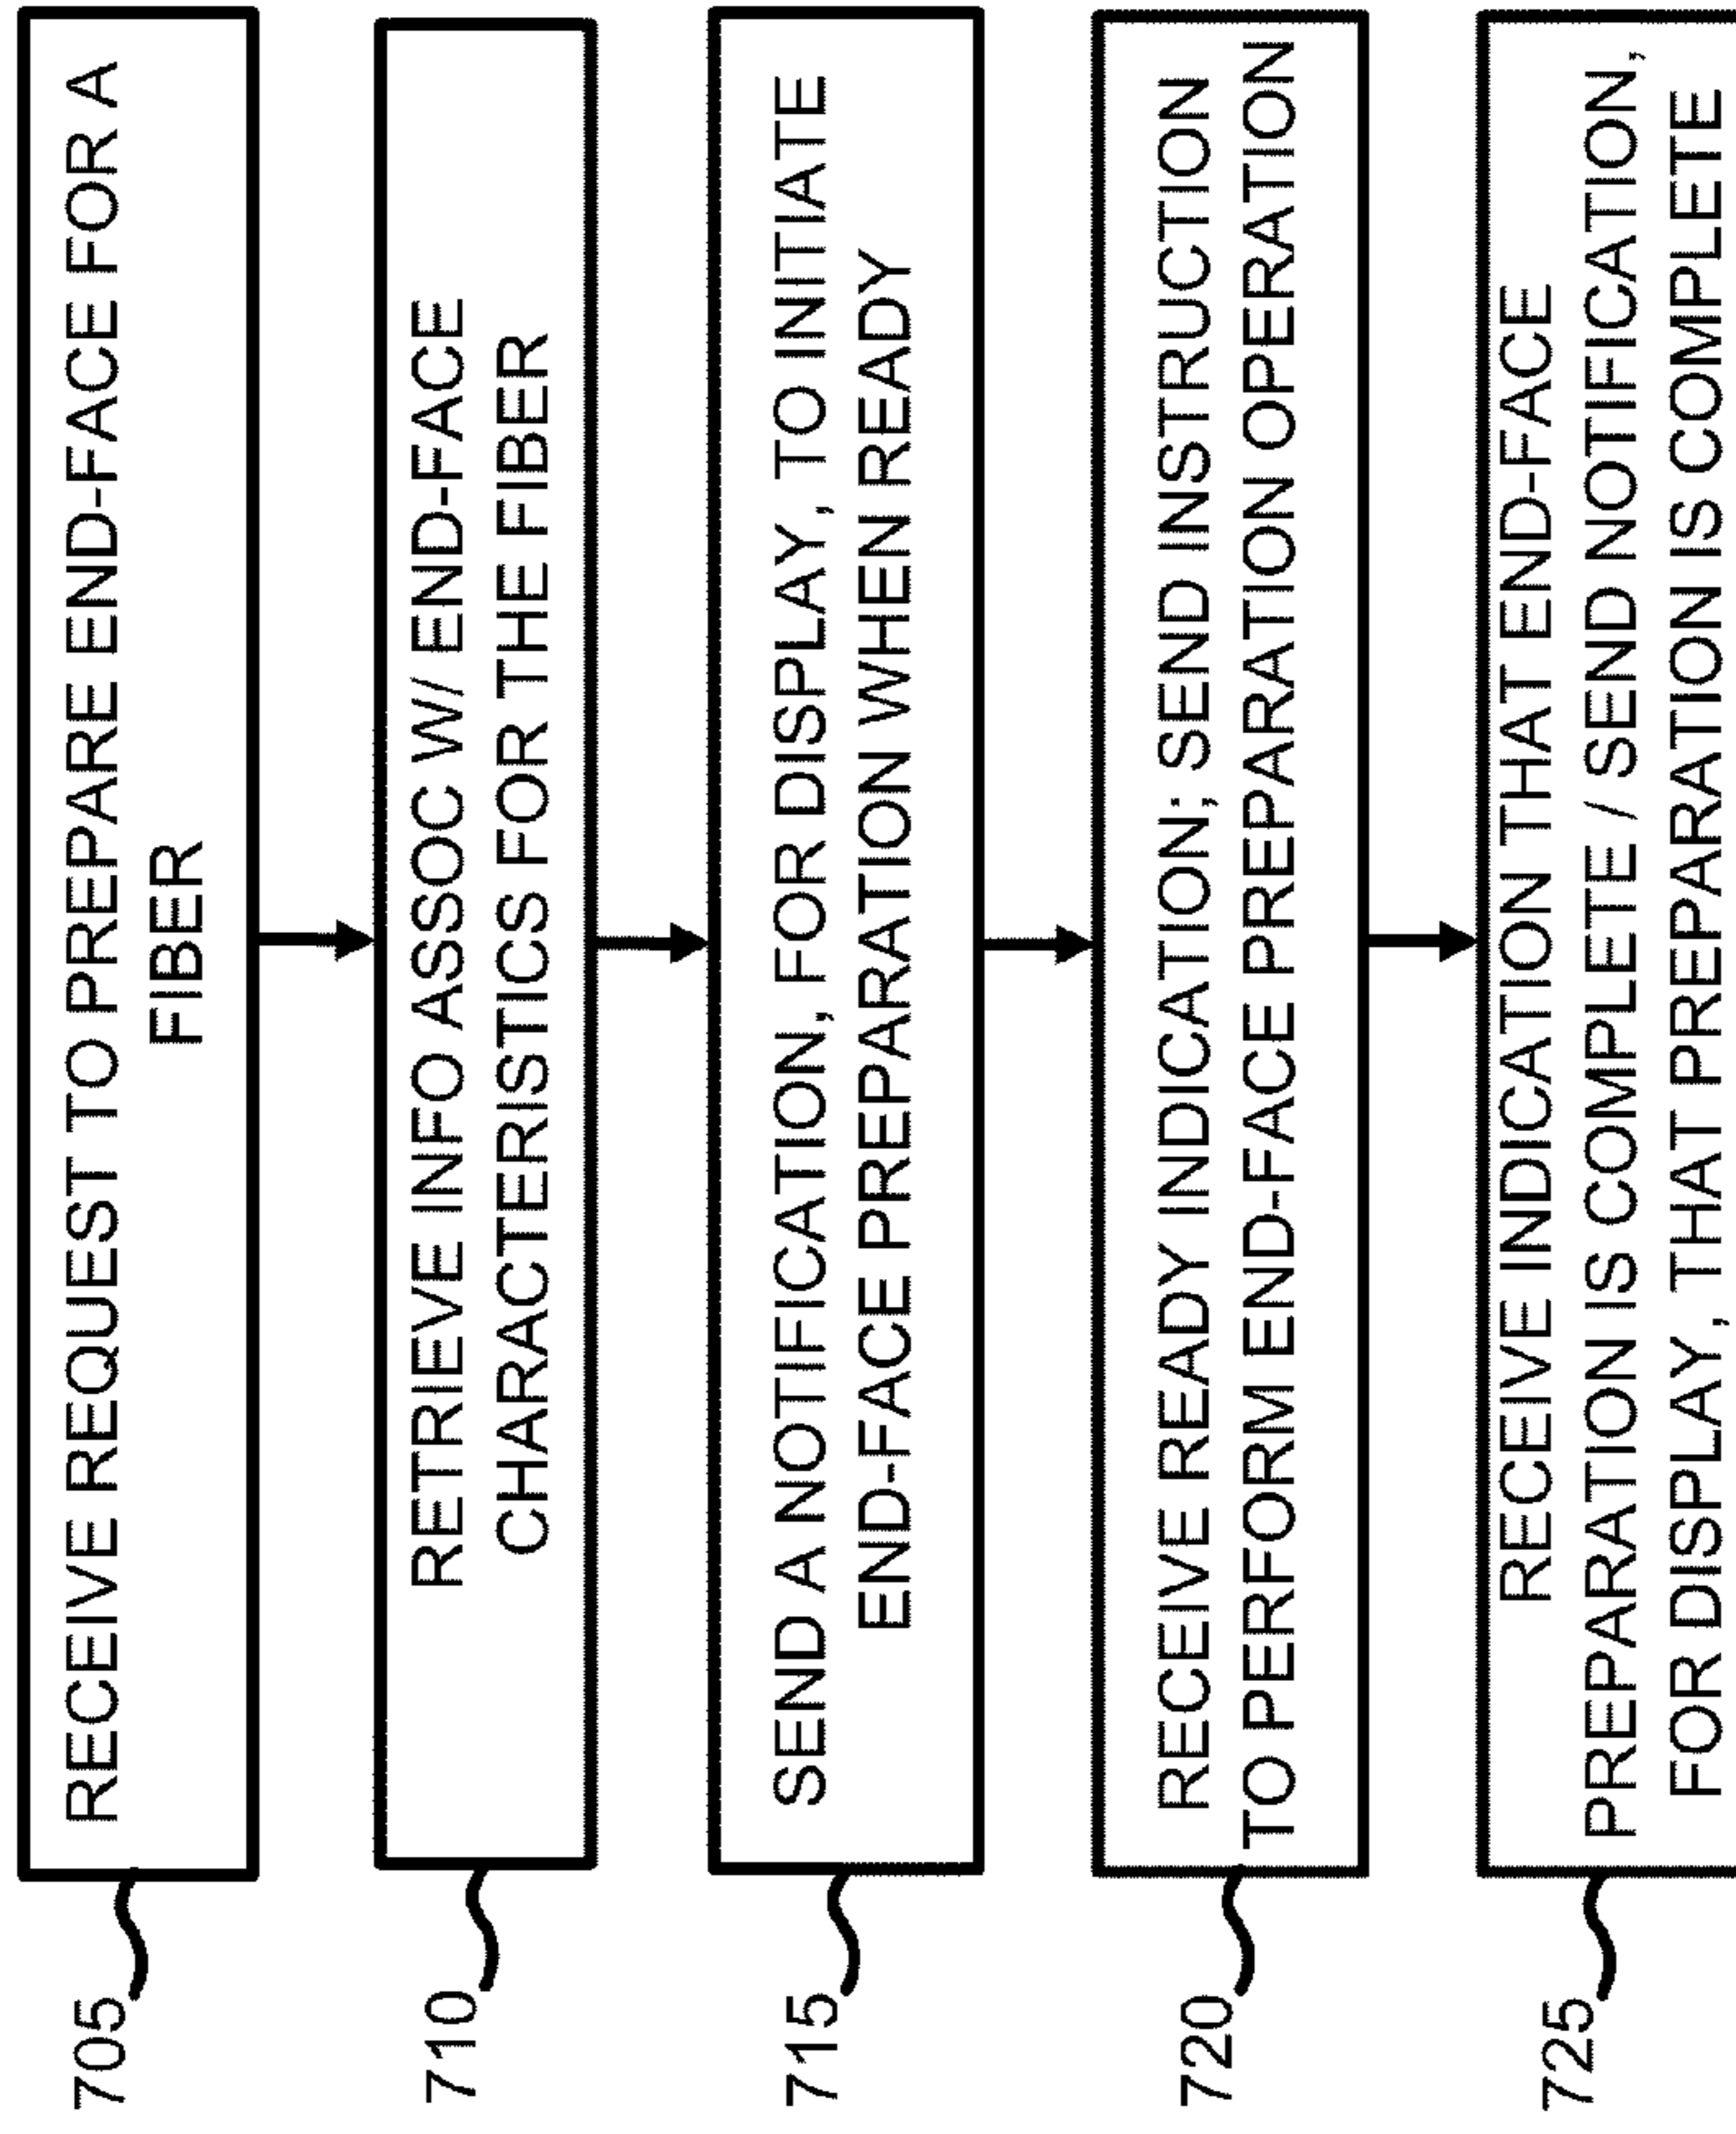 705
RECEIVE REQUEST TO PREPARE END-FACE FOR A
FIBER
710
RETRIEVE INFO ASSOC W/ END-FACE
CHARACTERISTICS FOR THE FIBER
715
SEND A NOTIFICATION, FOR DISPLAY, TO INITIATE
END-FACE PREPARATION WHEN READY
720
RECEIVE READY INDICATION; SEND INSTRUCTION
TO PERFORM END-FACE PREPARATION OPERATION
725
RECEIVE INDICATION THAT END-FACE
PREPARATION IS COMPLETE / SEND NOTIFICATION,
FOR DISPLAY, THAT PREPARATION IS COMPLETE